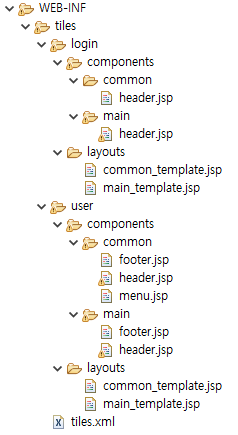 WEB-INF
tiles
login
components
common
header.jsp
main
header.jsp
layouts
common_template.jsp
main_template.jsp
user
components
common
footer.jsp
header.jsp
menu.jsp
main
footer.jsp
header.jsp
layouts
common_template.jsp
main_template.jsp
tiles.xml